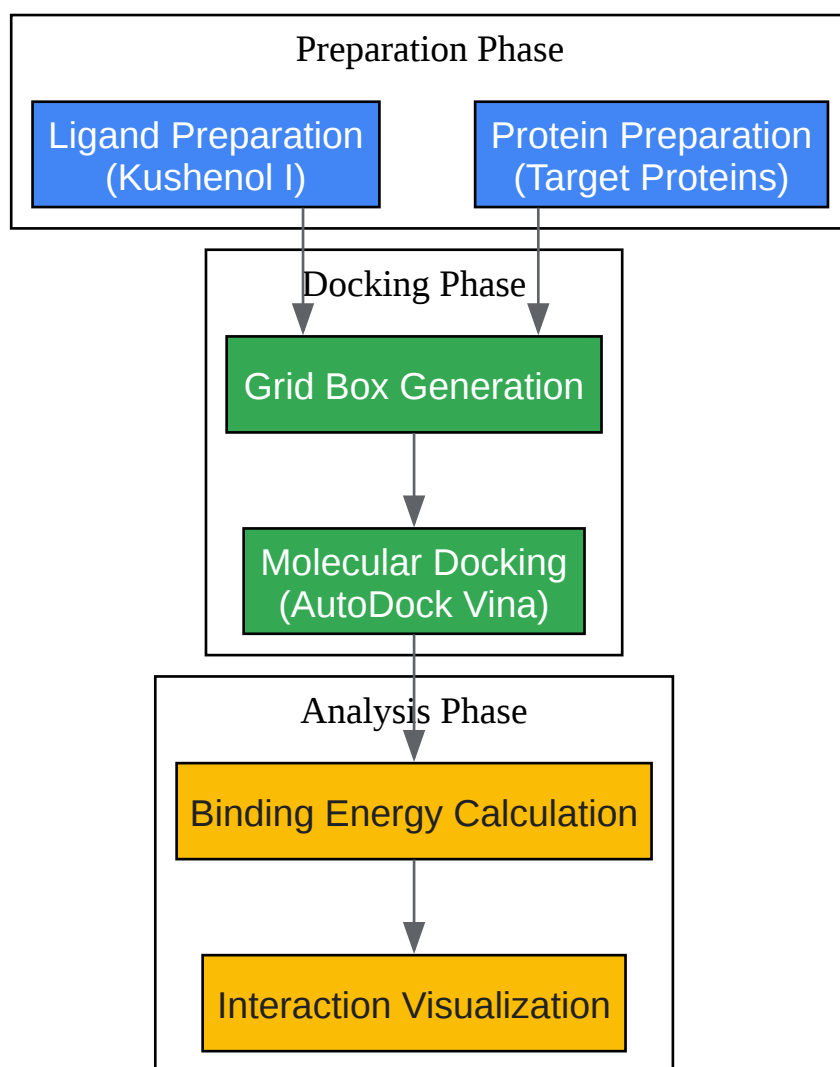 Preparation Phase
Ligand Preparation
(Kushenol I)
Protein Preparation
(Target Proteins)
Docking Phase
Grid Box Generation
Molecular Docking
(AutoDock Vina)
Analysis Phase
Binding Energy Calculation
Interaction Visualization